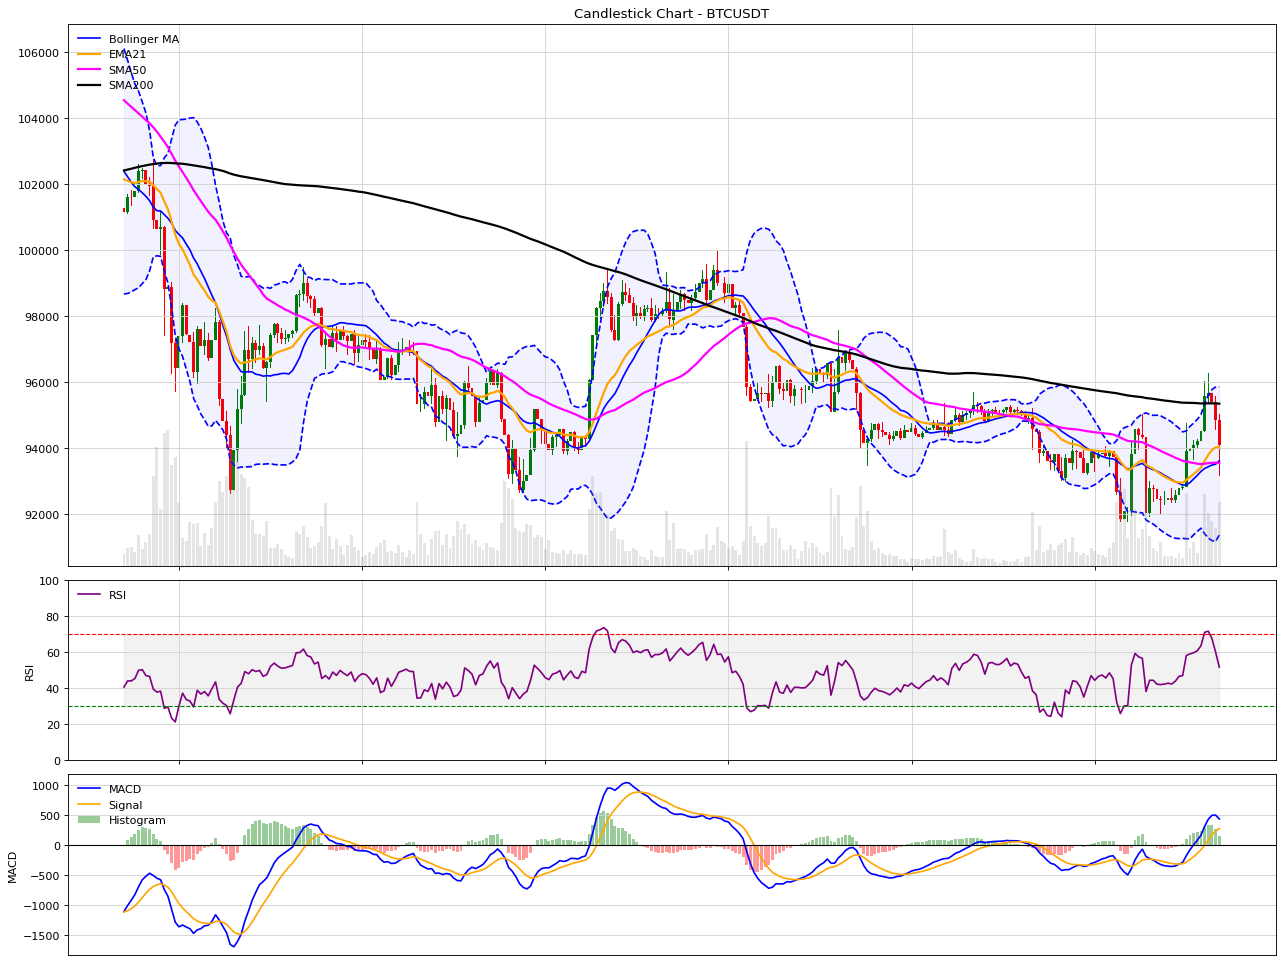 Candlestick Chart - BTCUSDT
Bollinger MA
EMA21
SMA50
SMA200
106000
104000
102000
100000
98000
96000
94000
92000
RSI
RSI
100
80
60
40
20
0
MACD
Signal
Histogram
MACD
1000
500
0
−500
−1000
−1500